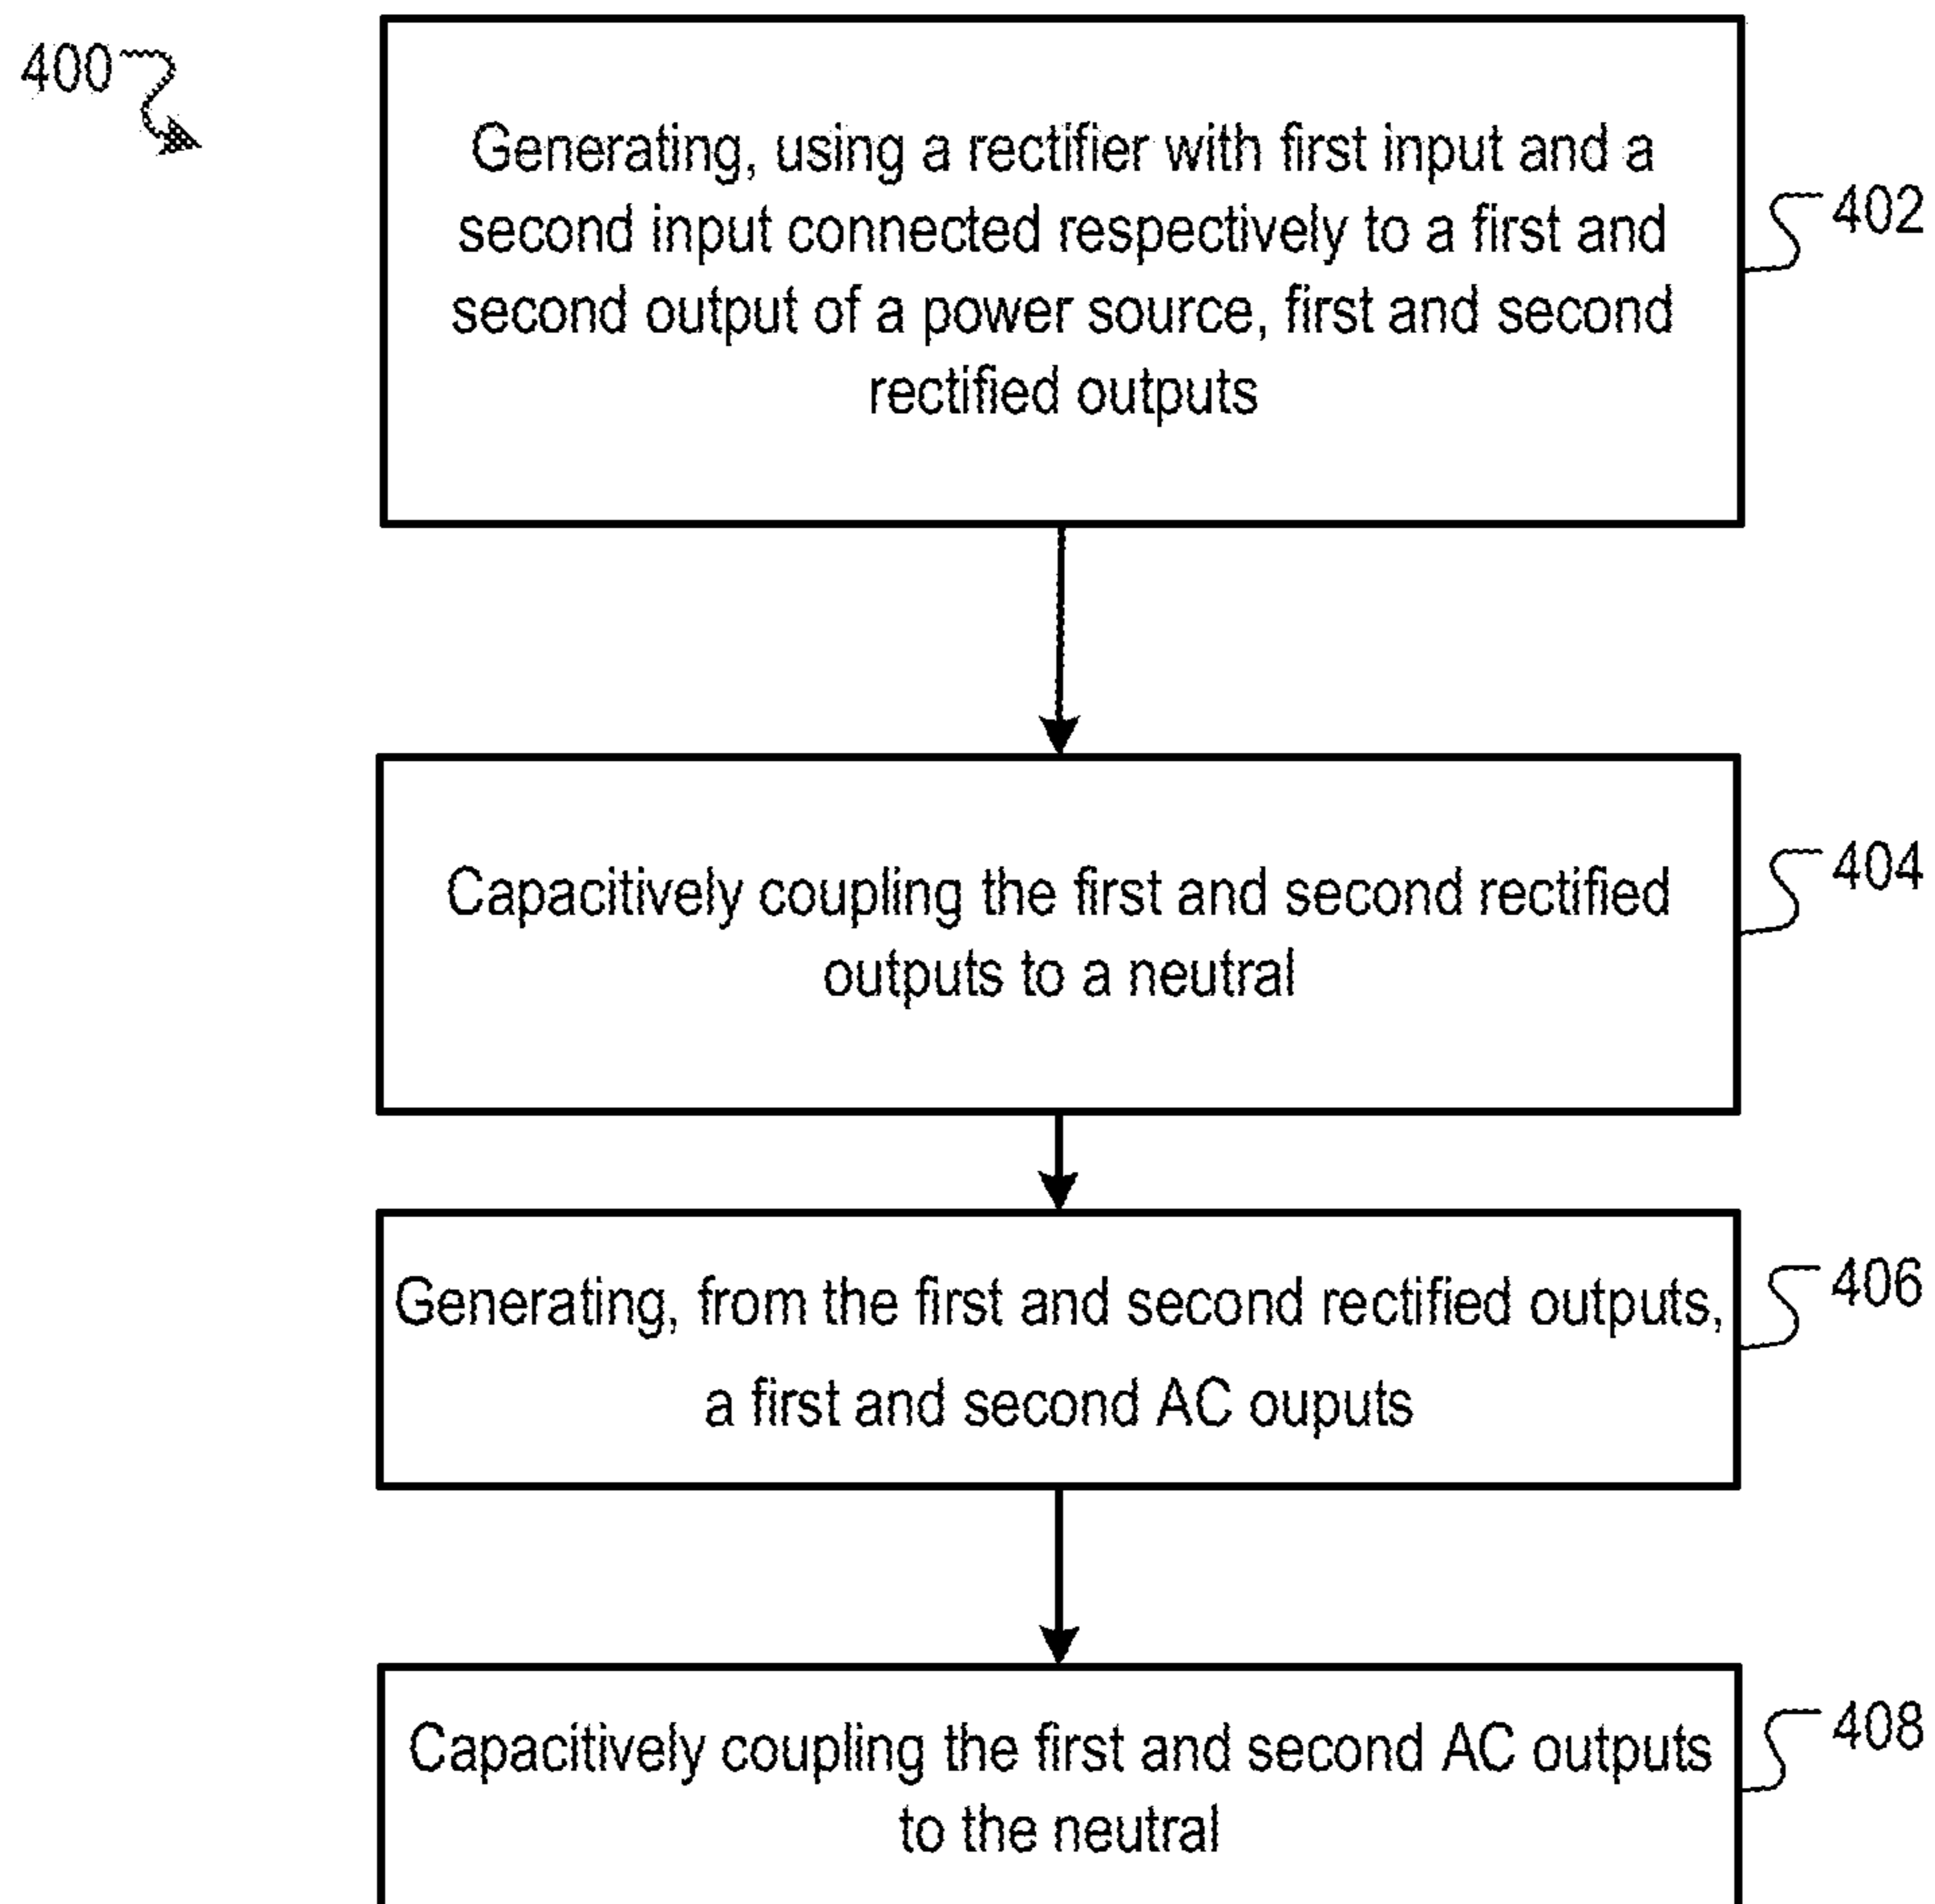 400
Generating, using a rectifier with first input and a
second input connected respectively to a first and
second output of a power source, first and second
rectified outputs
402
Capacitively coupling the first and second rectified
outputs to a neutral
404
Generating, from the first and second rectified outputs,
a first and second AC ouputs
406
Capacitively coupling the first and second AC outputs
to the neutral
408